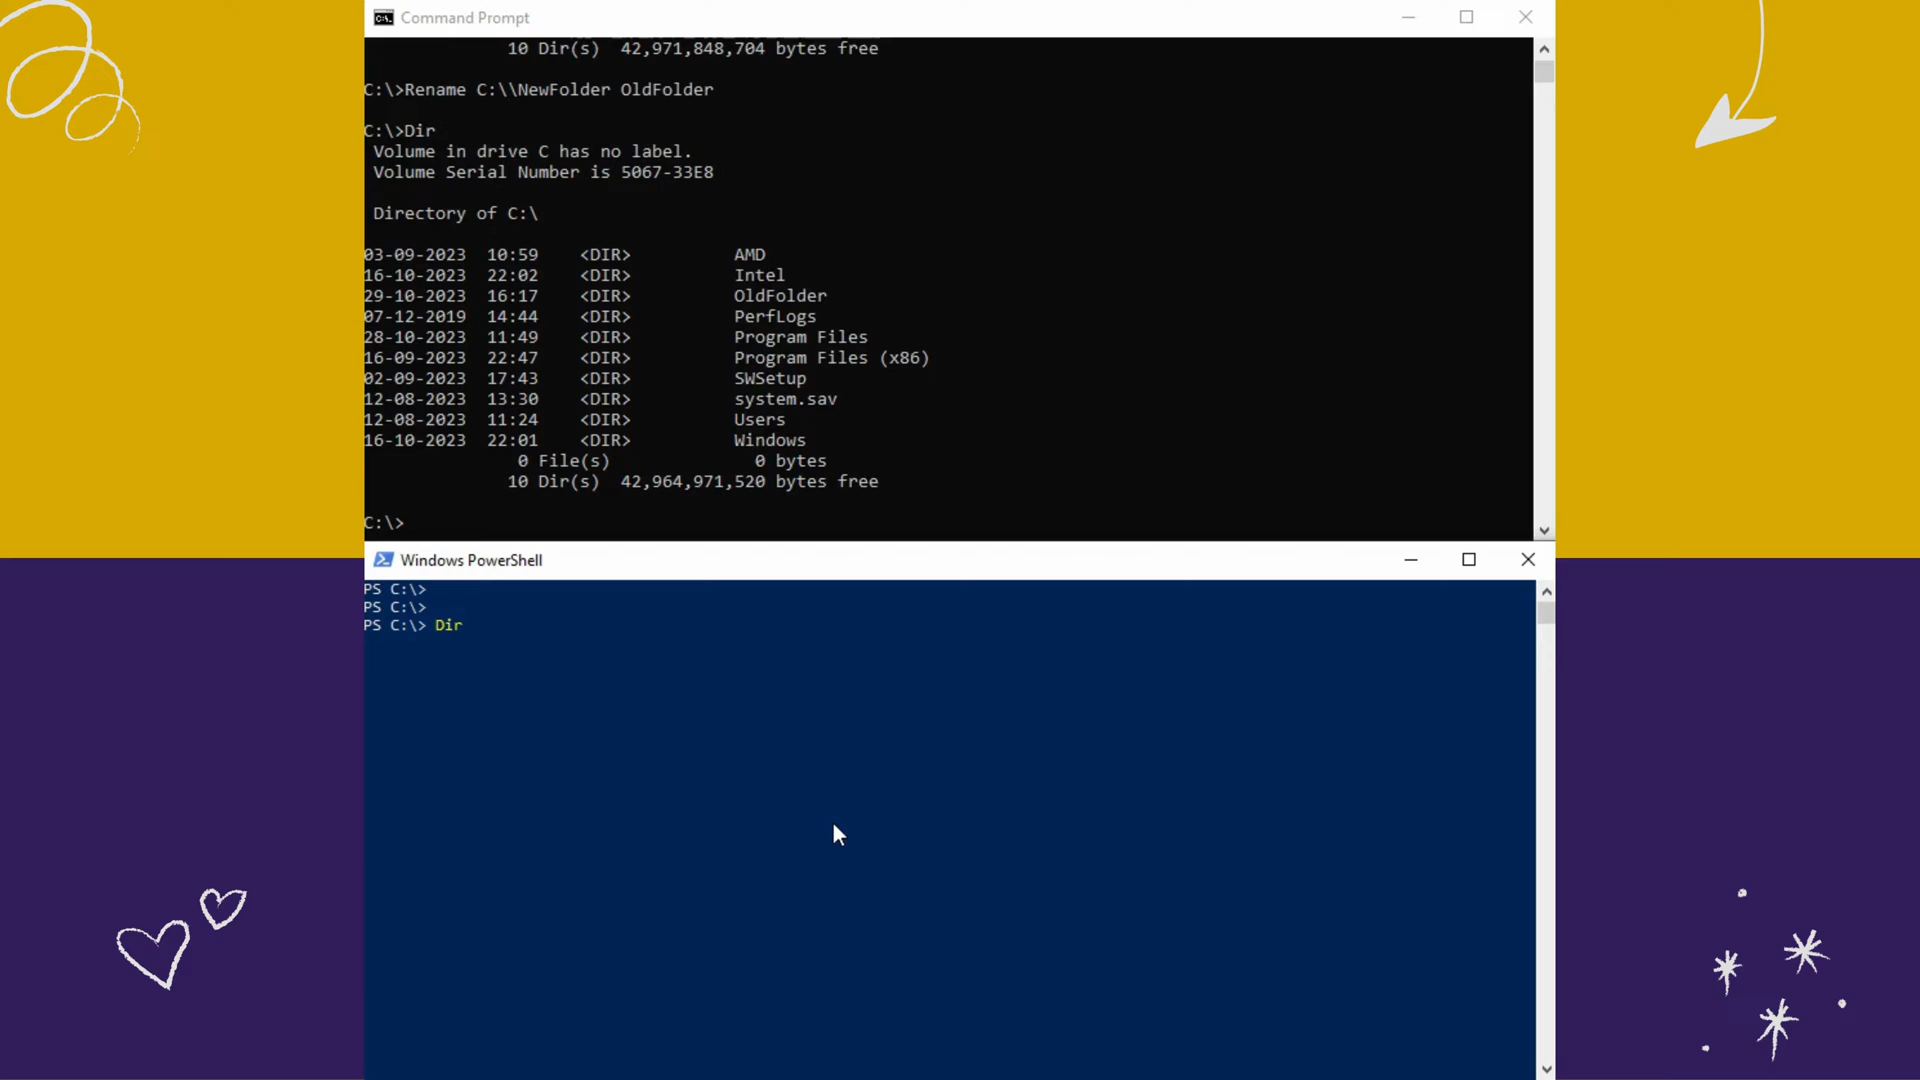 Command Prompt
10 Dir(s) 42,971,848,704 bytes free
C:\>Rename C:\\NewFolder OldFolder
C:\>Dir
Volume in drive C has no label.
Volume Serial Number is 5067-33E8
Directory of C:\
03-09-2023 10:59 <DIR> AMD
16-10-2023 22:02 <DIR> Intel
29-10-2023 16:17 <DIR> OldFolder
07-12-2019 14:44 <DIR> PerfLogs
28-10-2023 11:49 <DIR> Program Files
16-09-2023 22:47 <DIR> Program Files (x86)
02-09-2023 17:43 <DIR> SWSetup
12-08-2023 13:30 <DIR> system.sav
12-08-2023 11:24 <DIR> Users
16-10-2023 22:01 <DIR> Windows
0 File(s) 0 bytes
10 Dir(s) 42,964,971,520 bytes free
C:\>
Windows PowerShell
PS C:\>
PS C:\>
PS C:\> Dir